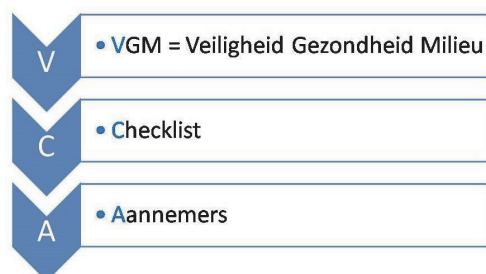 V
• VGM = Veiligheid Gezondheid Milieu
C
• Checklist
A
• Aannemers